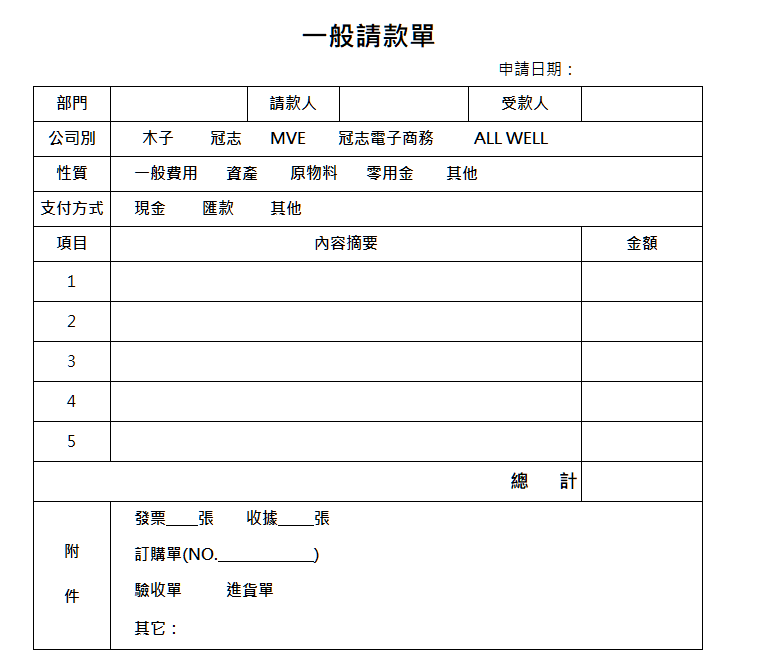 一般請款單
申請日期：
部門 請款人 受款人
公司別 木子 冠志 MVE 冠志電子商務 ALL WELL
性質 一般費用 資產 原物料 零用金 其他
支付方式 現金 匯款 其他
項目 內容摘要 金額
1
2
3
4
5
總 計
附件
發票____張 收據____張
訂購單(NO.____________)
驗收單 進貨單
其它：